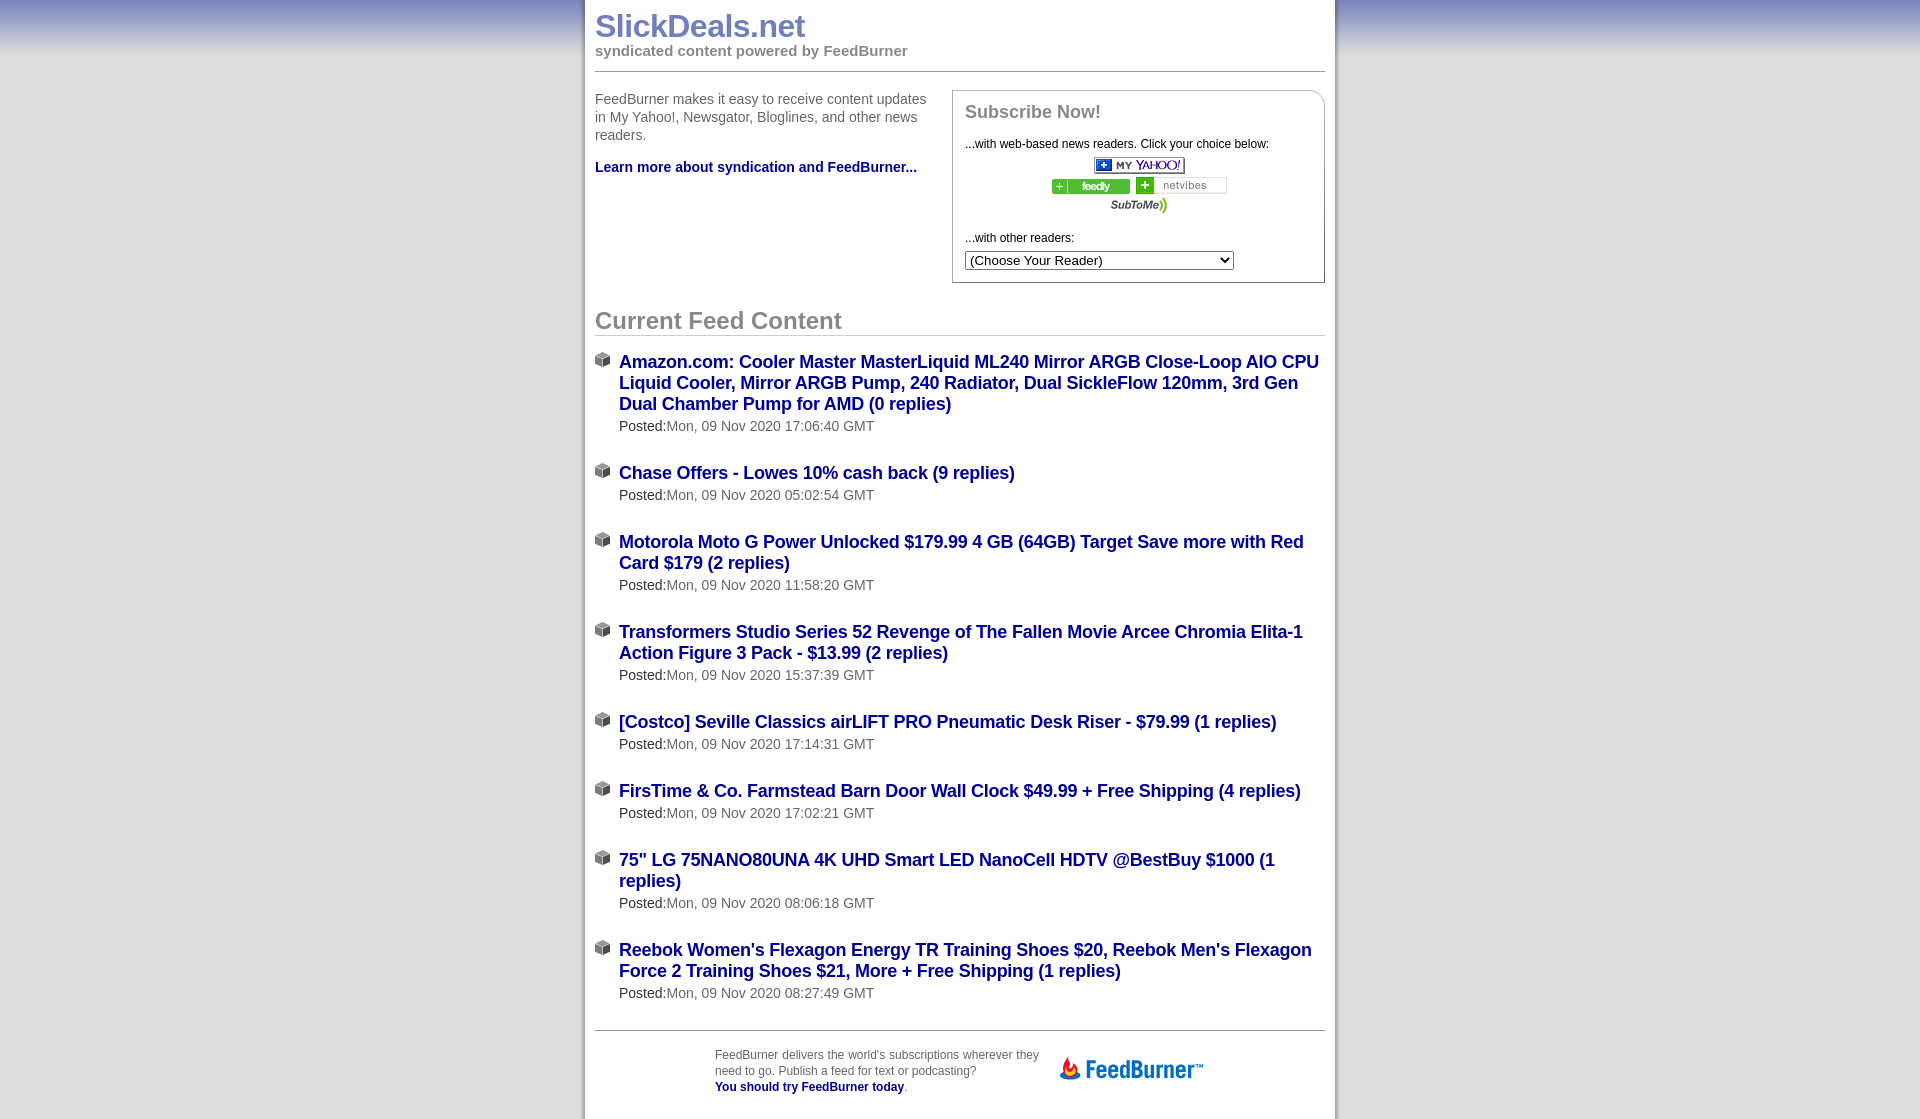 SlickDeals.net
syndicated content powered by FeedBurner
FeedBurner makes it easy to receive content updates
in My Yahoo!, Newsgator, Bloglines, and other news
readers.
Learn more about syndication and FeedBurner...
Subscribe Now!
...with web-based news readers. Click your choice below:
MY YAHOO!
feedly
netvibes
SubToMe
...with other readers:
(Choose Your Reader)
Current Feed Content
Amazon.com: Cooler Master MasterLiquid ML240 Mirror ARGB Close-Loop AIO CPU
Liquid Cooler, Mirror ARGB Pump, 240 Radiator, Dual SickleFlow 120mm, 3rd Gen
Dual Chamber Pump for AMD (0 replies)
Posted:Mon, 09 Nov 2020 17:06:40 GMT
Chase Offers - Lowes 10% cash back (9 replies)
Posted:Mon, 09 Nov 2020 05:02:54 GMT
Motorola Moto G Power Unlocked $179.99 4 GB (64GB) Target Save more with Red
Card $179 (2 replies)
Posted:Mon, 09 Nov 2020 11:58:20 GMT
Transformers Studio Series 52 Revenge of The Fallen Movie Arcee Chromia Elita-1
Action Figure 3 Pack - $13.99 (2 replies)
Posted:Mon, 09 Nov 2020 15:37:39 GMT
[Costco] Seville Classics airLIFT PRO Pneumatic Desk Riser - $79.99 (1 replies)
Posted:Mon, 09 Nov 2020 17:14:31 GMT
FirsTime & Co. Farmstead Barn Door Wall Clock $49.99 + Free Shipping (4 replies)
Posted:Mon, 09 Nov 2020 17:02:21 GMT
75" LG 75NANO80UNA 4K UHD Smart LED NanoCell HDTV @BestBuy $1000 (1
replies)
Posted:Mon, 09 Nov 2020 08:06:18 GMT
Reebok Women's Flexagon Energy TR Training Shoes $20, Reebok Men's Flexagon
Force 2 Training Shoes $21, More + Free Shipping (1 replies)
Posted:Mon, 09 Nov 2020 08:27:49 GMT
FeedBurner delivers the world's subscriptions wherever they
need to go. Publish a feed for text or podcasting?
You should try FeedBurner today.
FeedBurner™